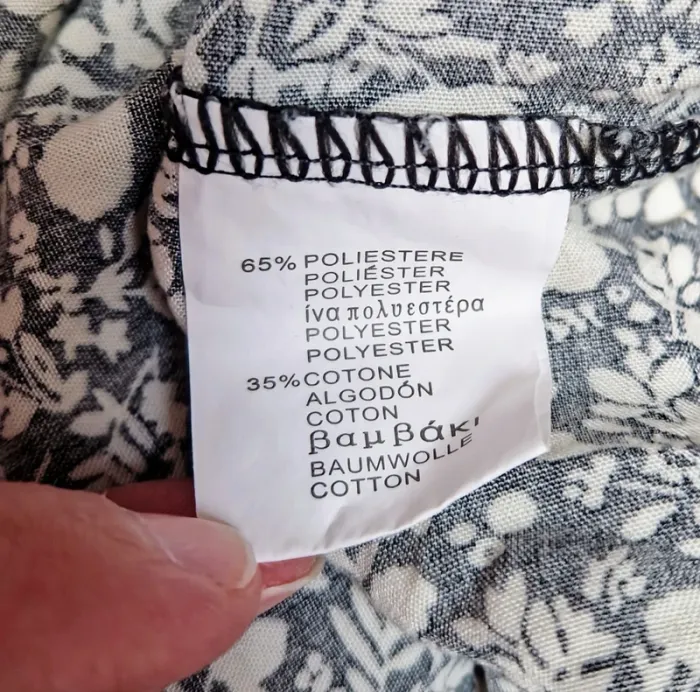 65% POLIESTERE
POLIÉSTER
POLYESTER
ίνα πολυεστέρα
POLYESTER
POLYESTER
35% COTONE
ALGODÓN
COTON
βαμβάκι
BAUMWOLLE
COTTON